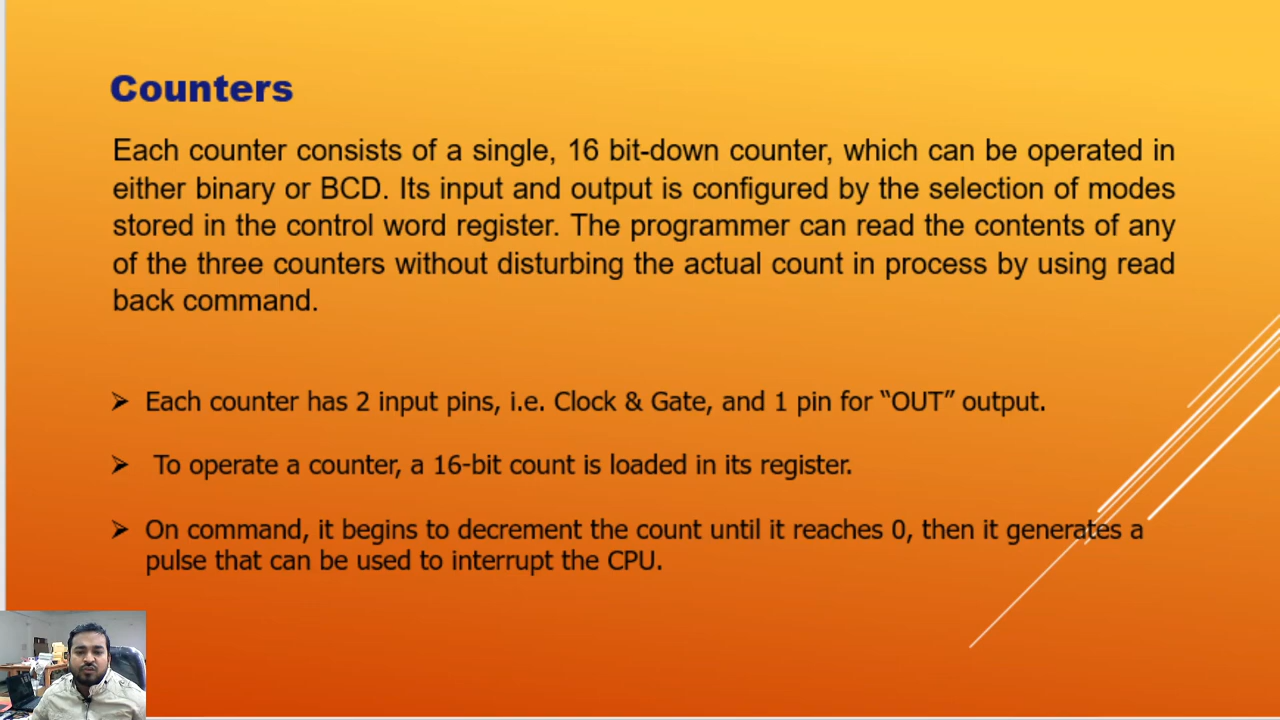 Counters
Each counter consists of a single, 16 bit-down counter, which can be operated in
either binary or BCD. Its input and output is configured by the selection of modes
stored in the control word register. The programmer can read the contents of any
of the three counters without disturbing the actual count in process by using read
back command.
➢ Each counter has 2 input pins, i.e. Clock & Gate, and 1 pin for “OUT” output.
➢ To operate a counter, a 16-bit count is loaded in its register.
➢ On command, it begins to decrement the count until it reaches 0, then it generates a
pulse that can be used to interrupt the CPU.